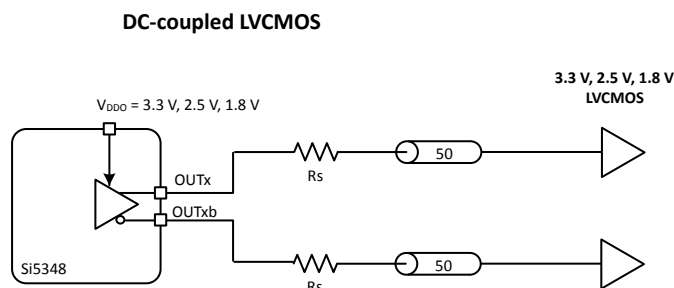 DC-coupled LVCMOS
3.3 V, 2.5 V, 1.8 V
LVCMOS
VDDO = 3.3 V, 2.5 V, 1.8 V
50
OUTx
Rs
OUTxb
50
Si5348
Rs